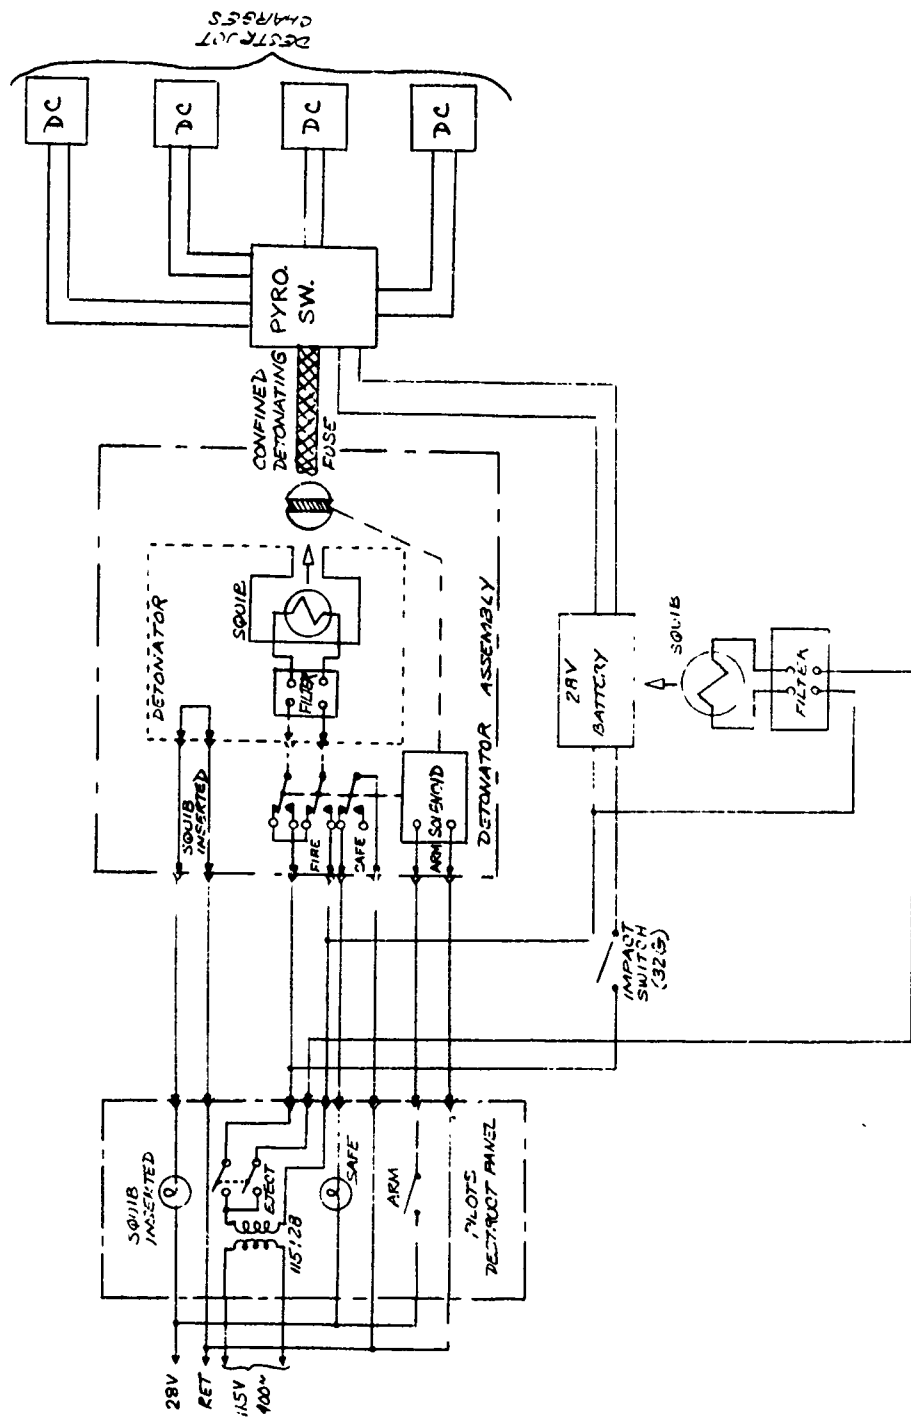 DESTRUCT
CHARGES
DC
DC
DC
DC
PYRO.
SW.
CONFINED
DETONATING
FUSE
DETONATOR
SQUIB
FILTER
SQUIB
INSERTED
FIRE
SAFE
ARM SOLENOID
DETONATOR ASSEMBLY
28V
BATTERY
SQUIB
FILTER
IMPACT
SWITCH
(32G)
SQUIB
INSERTED
EJECT
115:28
SAFE
ARM
PILOTS
DESTRUCT PANEL
28V
RET
115V
400~